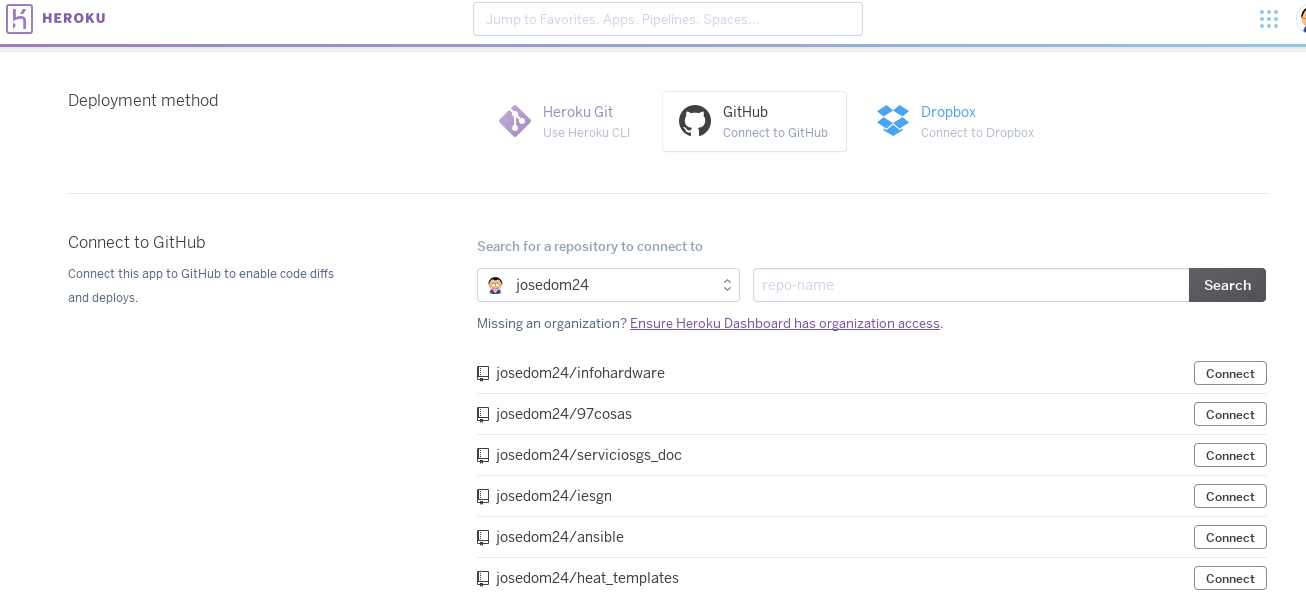 HEROKU
Jump to Favorites, Apps, Pipelines, Spaces...
Deployment method
Heroku Git
Use Heroku CLI
GitHub
Connect to GitHub
Dropbox
Connect to Dropbox
Connect to GitHub
Connect this app to GitHub to enable code diffs
and deploys.
Search for a repository to connect to
josedom24
repo-name
Search
Missing an organization? Ensure Heroku Dashboard has organization access.
josedom24/infohardware
Connect
josedom24/97cosas
Connect
josedom24/serviciosgs_doc
Connect
josedom24/iesgn
Connect
josedom24/ansible
Connect
josedom24/heat_templates
Connect